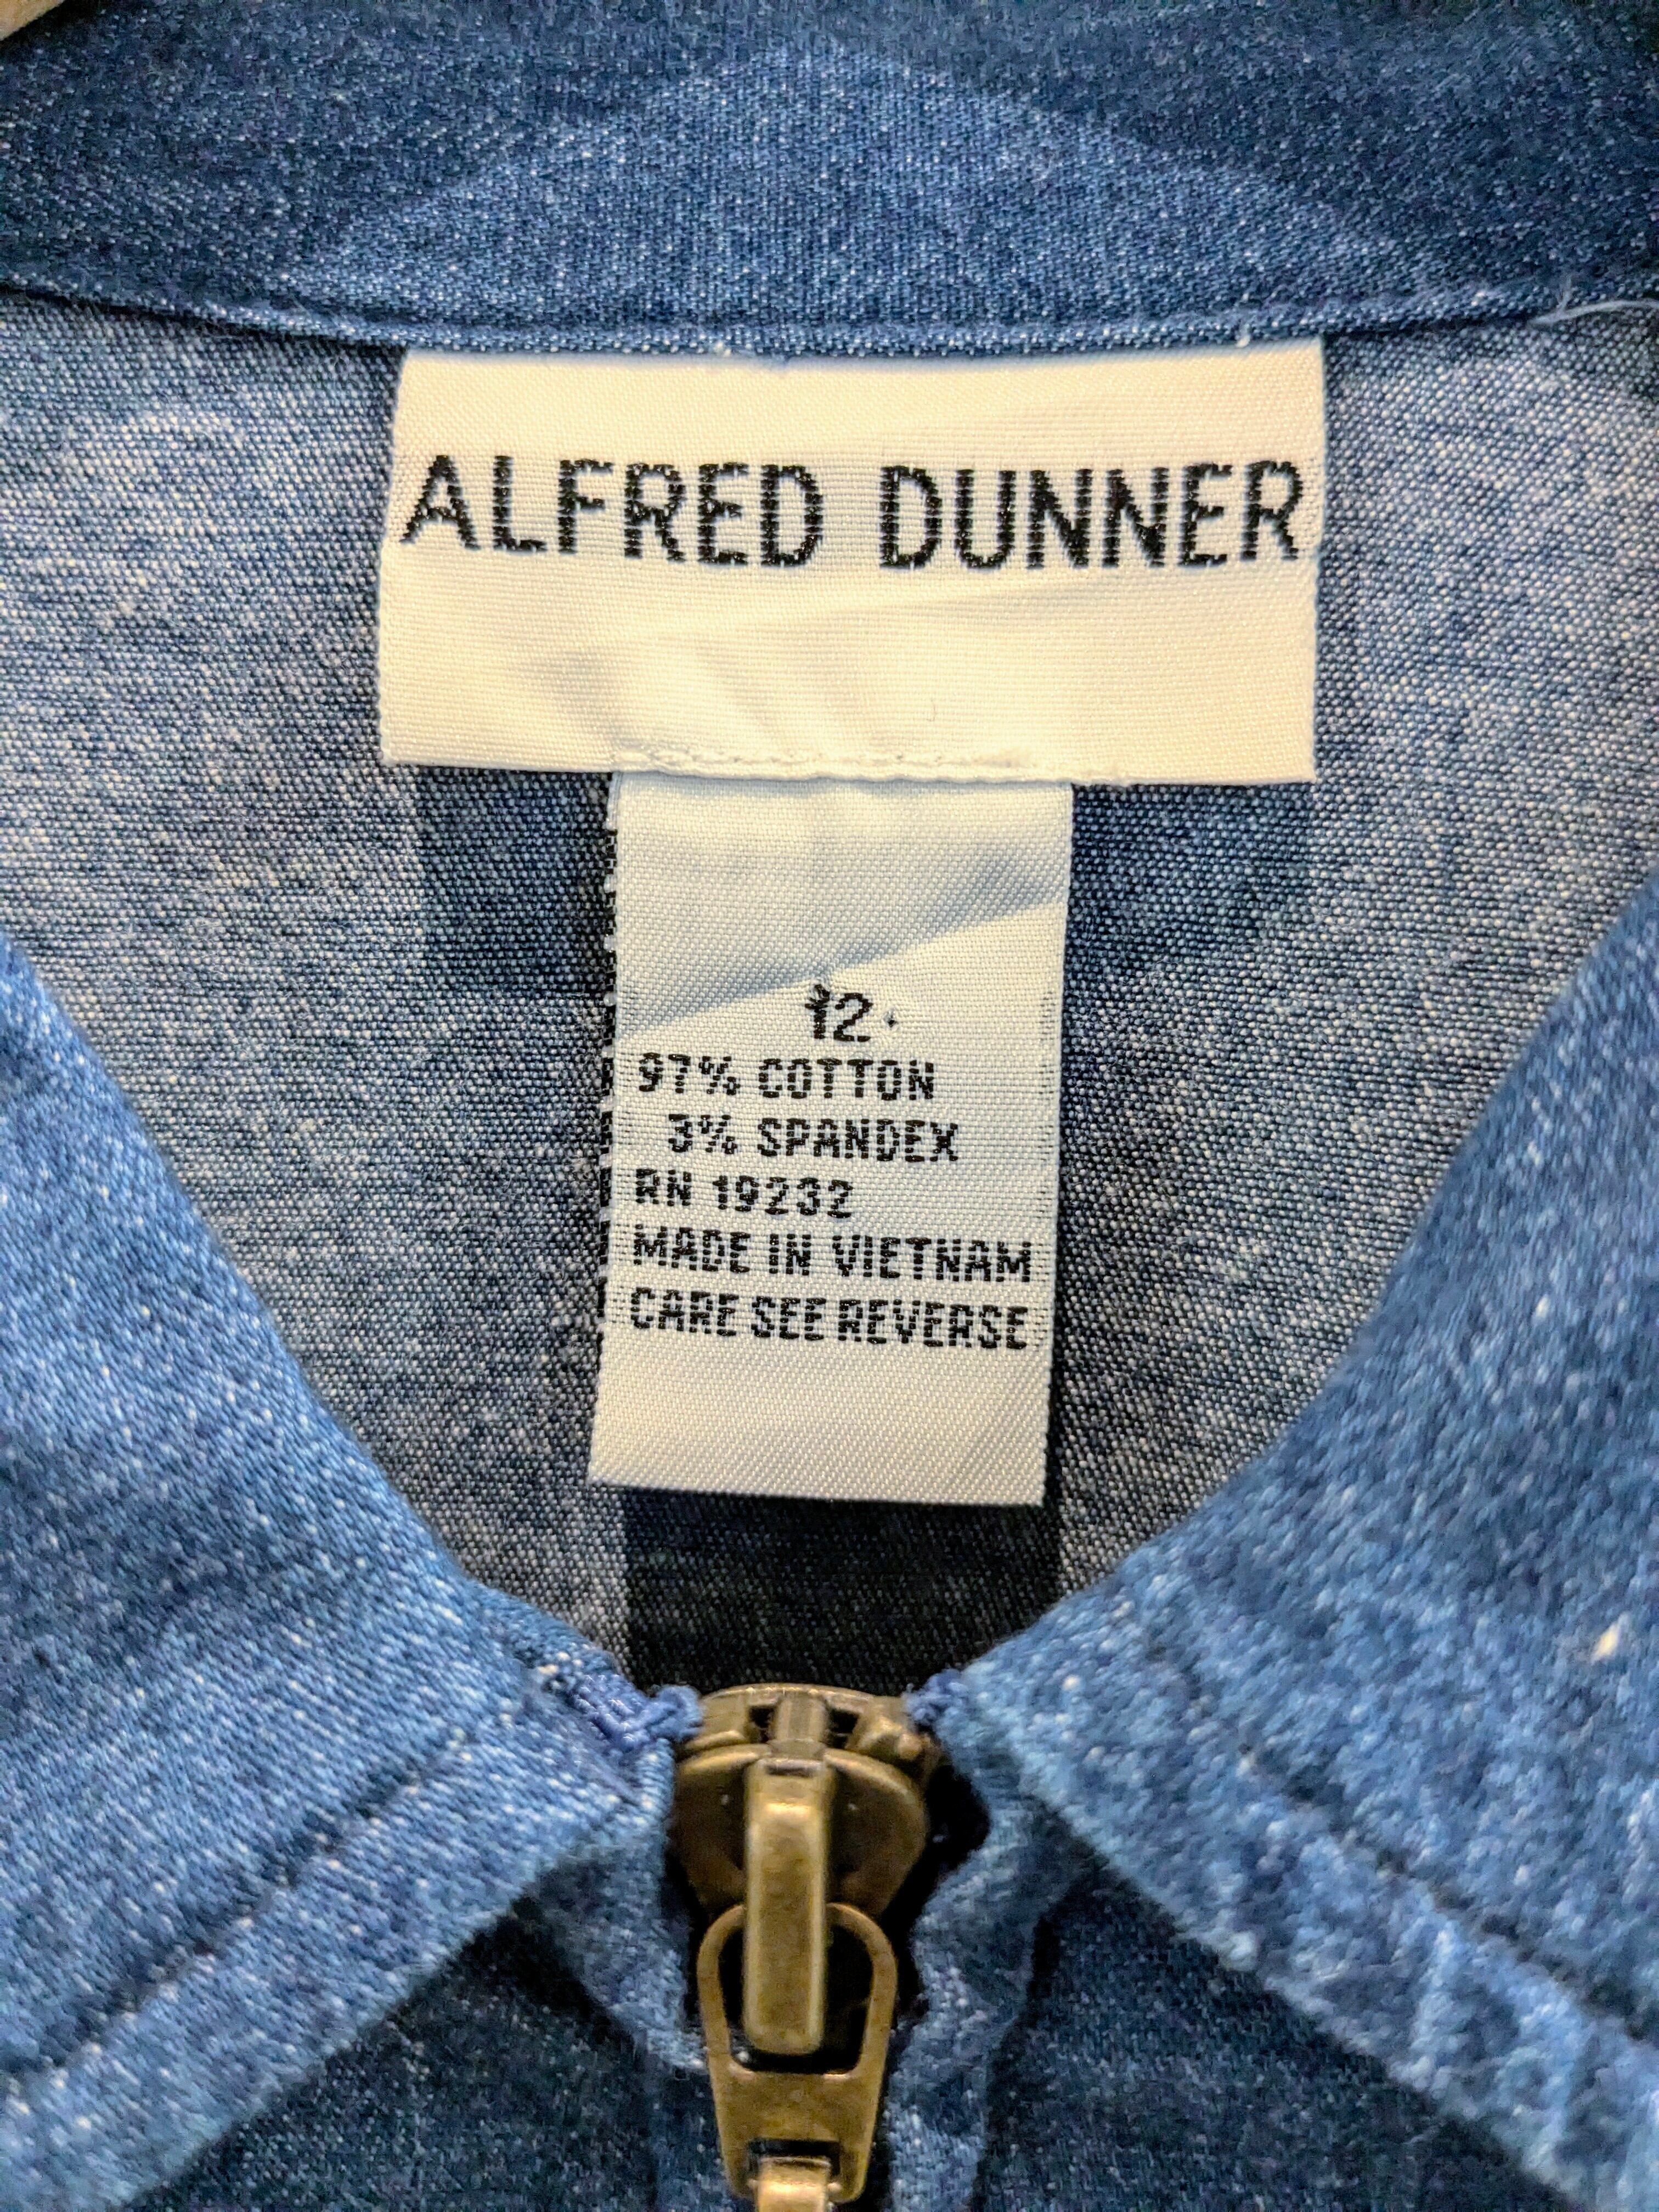 ALFRED DUNNER
12
97% COTTON
3% SPANDEX
RN 19232
MADE IN VIETNAM
CARE SEE REVERSE